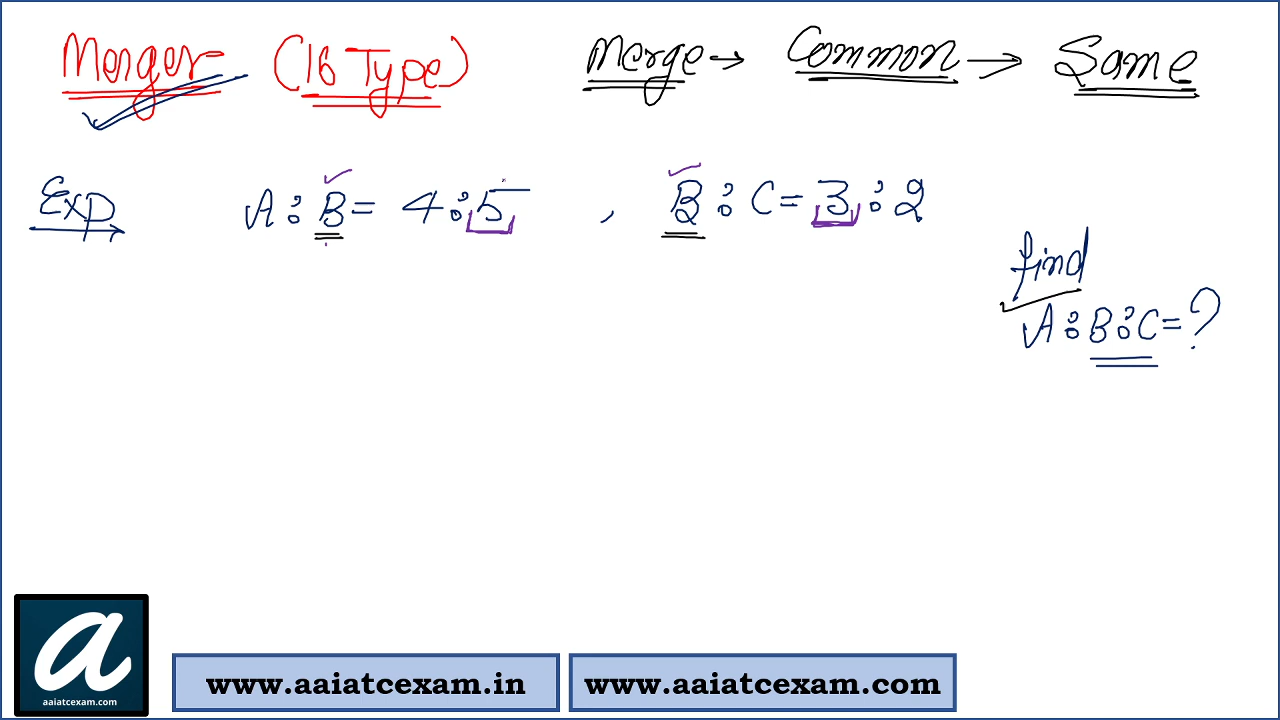 Merger (16 Type) Merge → Common → Same
Exp A : B = 4 : 5 , B : C = 3 : 2
find
A : B : C = ?
a
aaiatcexam.com
www.aaiatcexam.in www.aaiatcexam.com